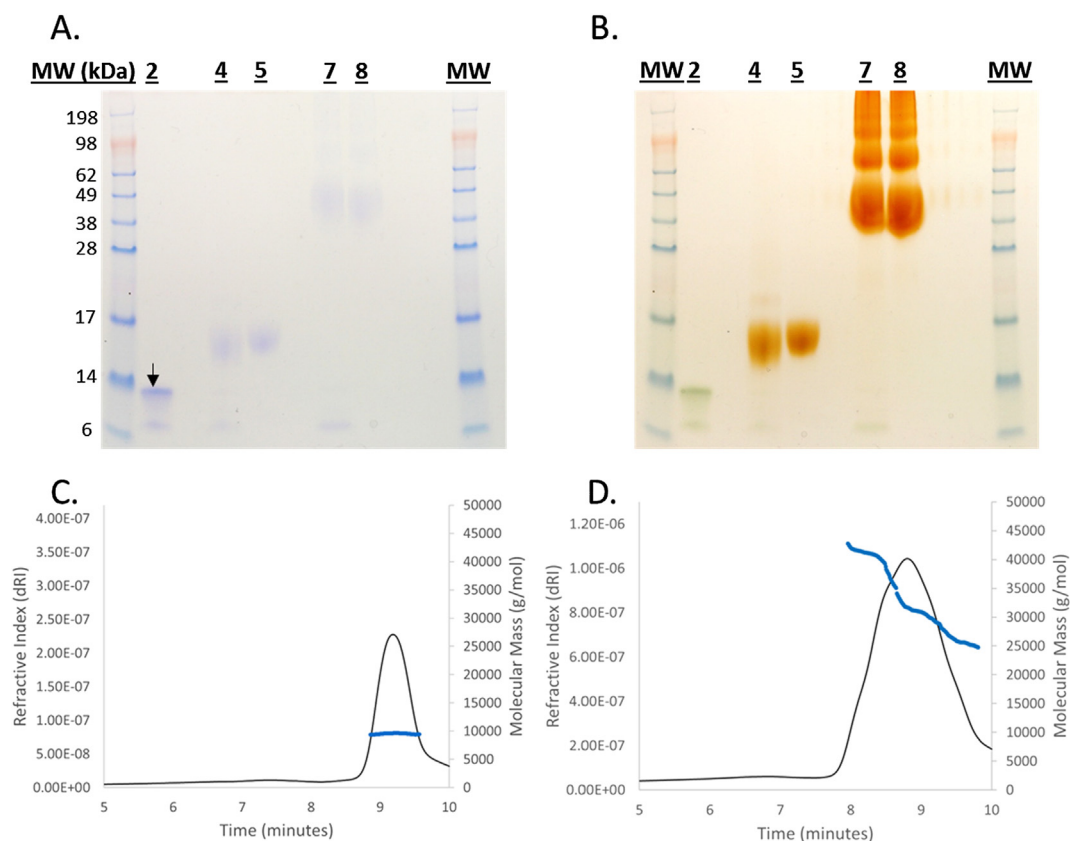 A.
B.
MW (kDa) 2 4 5 7 8 MW
MW 2 4 5 7 8 MW
198
98
62
49
38
28
17
14
6
C.
D.
4.00E-07
3.50E-07
3.00E-07
2.50E-07
2.00E-07
1.50E-07
1.00E-07
5.00E-08
0.00E+00
Refractive Index (dRI)
50000
45000
40000
35000
30000
25000
20000
15000
10000
5000
0
Molecular Mass (g/mol)
5 6 7 8 9 10
Time (minutes)
1.20E-06
1.00E-06
8.00E-07
6.00E-07
4.00E-07
2.00E-07
0.00E+00
Refractive Index (dRI)
50000
45000
40000
35000
30000
25000
20000
15000
10000
5000
0
Molecular Mass (g/mol)
5 6 7 8 9 10
Time (minutes)